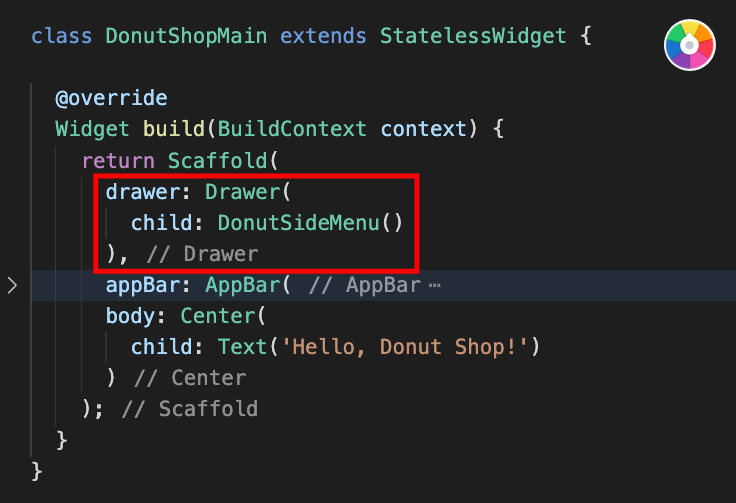 class DonutShopMain extends StatelessWidget {
@override
Widget build(BuildContext context) {
return Scaffold(
drawer: Drawer(
child: DonutSideMenu()
), // Drawer
appBar: AppBar( // AppBar ⋯
body: Center(
child: Text('Hello, Donut Shop!')
) // Center
); // Scaffold
}
}